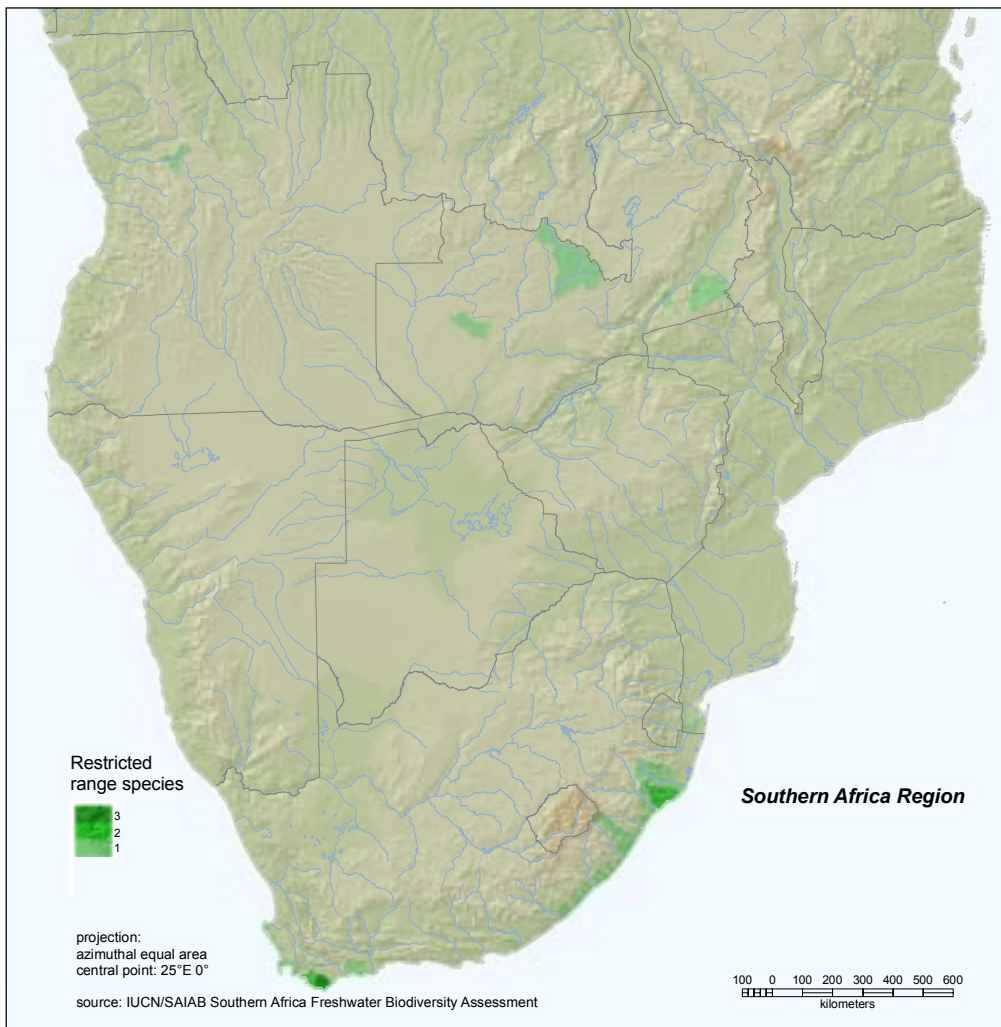 Restricted
range species
3
2
1
Southern Africa Region
projection:
azimuthal equal area
central point: 25°E 0°
source: IUCN/SAIAB Southern Africa Freshwater Biodiversity Assessment
100 0 100 200 300 400 500 600
kilometers